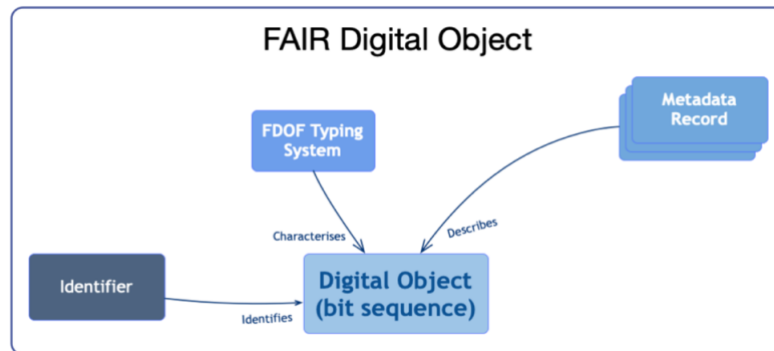 FAIR Digital Object
Metadata
Record
FDOF Typing
System
Describes
Characterises
Digital Object
(bit sequence)
Identifier
Identifies